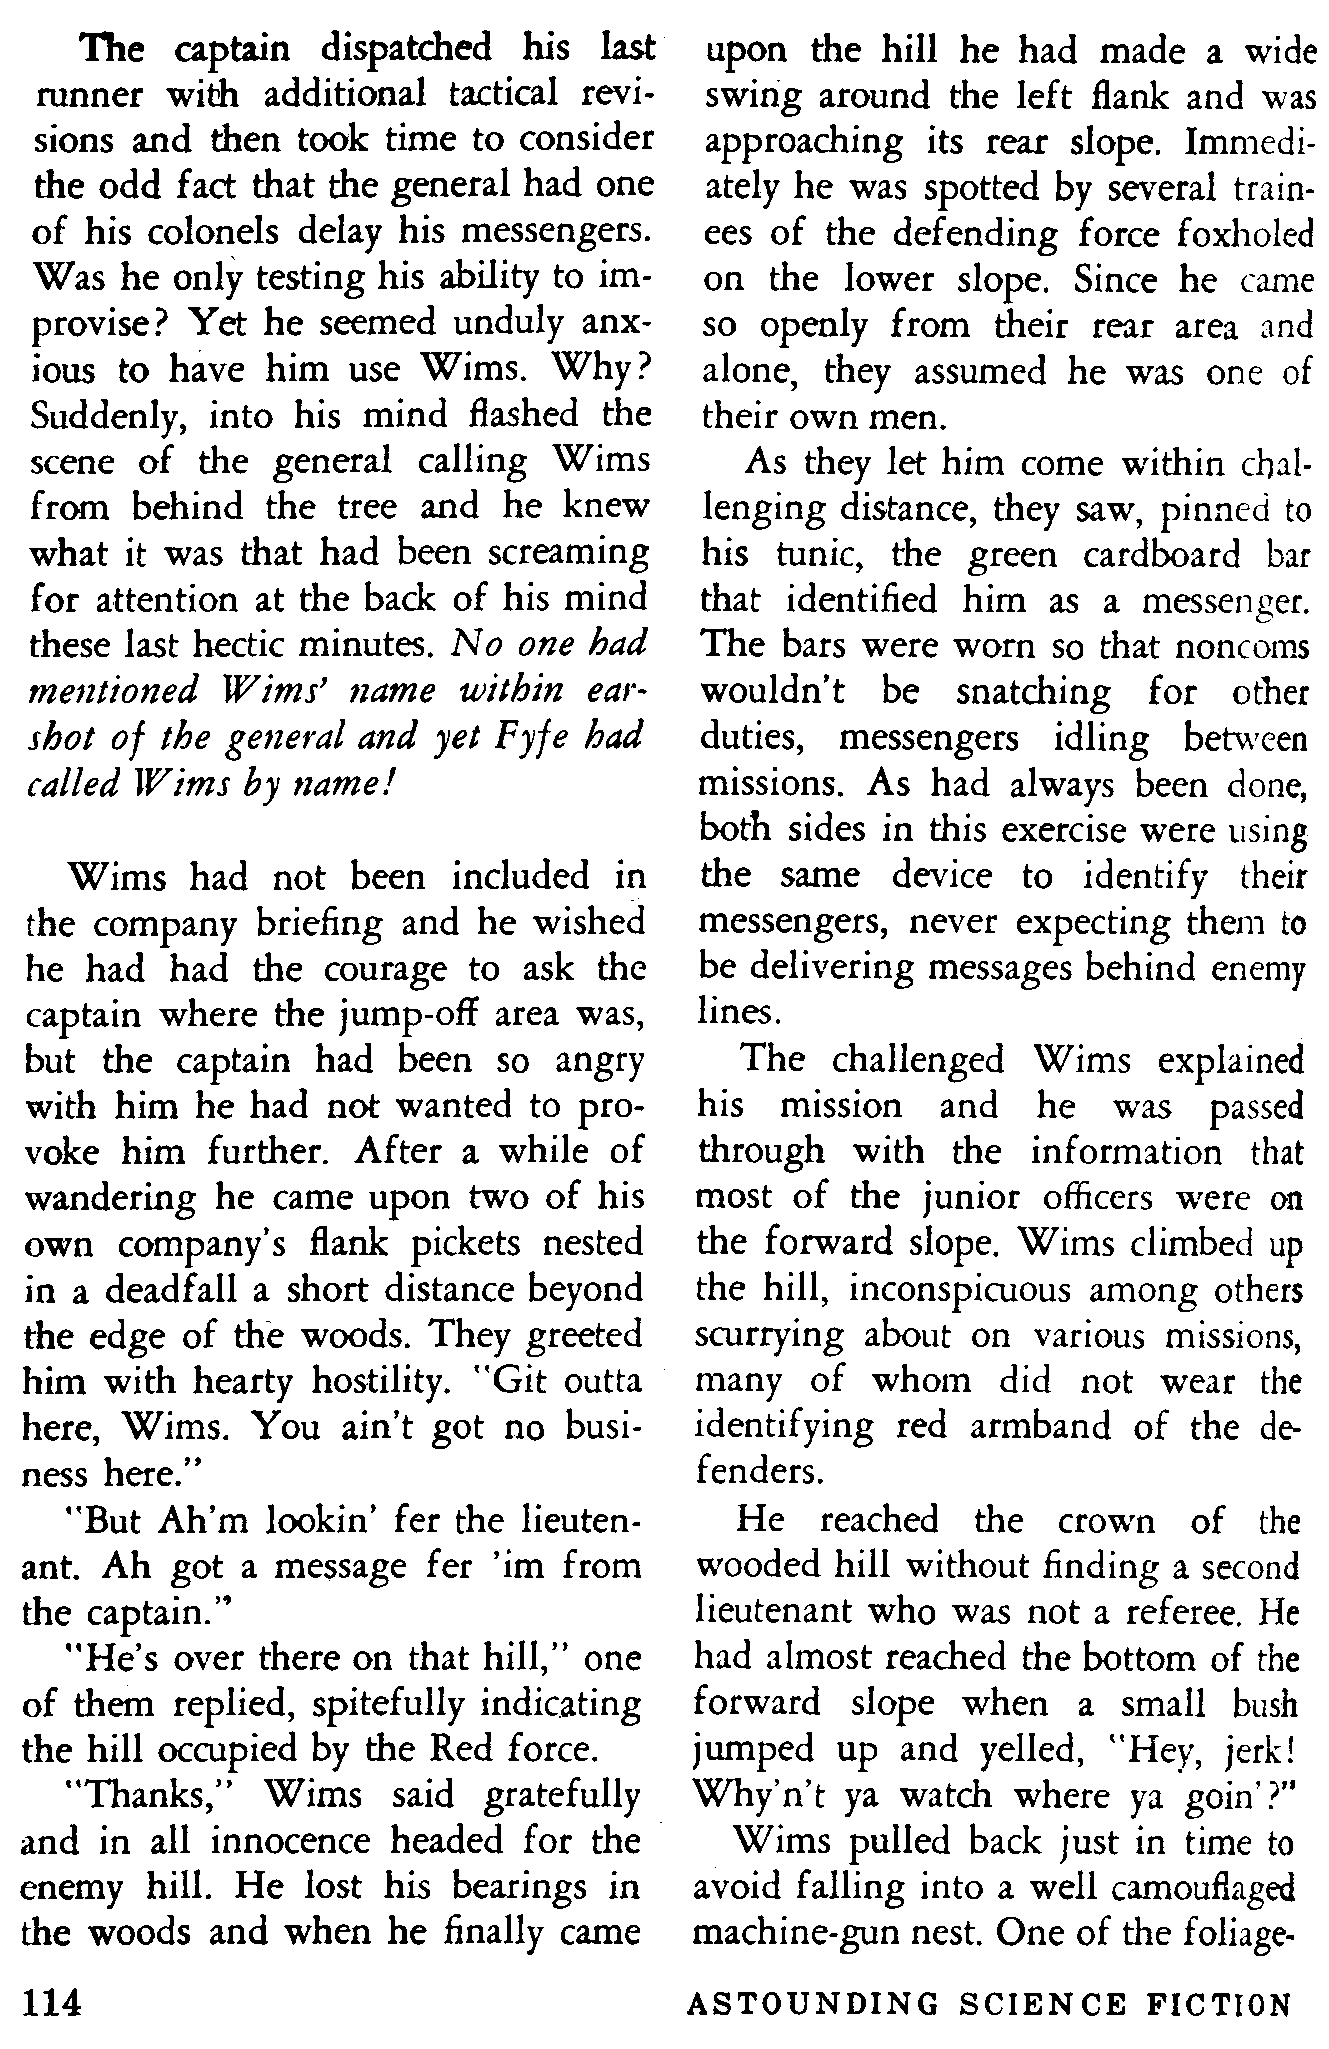 The captain dispatched his last
runner with additional tactical revi-
sions and then took time to consider
the odd fact that the general had one
of his colonels delay his messengers.
Was he only testing his ability to im-
provise? Yet he seemed unduly anx-
ious to have him use Wims. Why?
Suddenly, into his mind flashed the
scene of the general calling Wims
from behind the tree and he knew
what it was that had been screaming
for attention at the back of his mind
these last hectic minutes. No one had
mentioned Wims' name within ear-
shot of the general and yet Fyfe had
called Wims by name!
Wims had not been included in
the company briefing and he wished
he had had the courage to ask the
captain where the jump-off area was,
but the captain had been so angry
with him he had not wanted to pro-
voke him further. After a while of
wandering he came upon two of his
own company's flank pickets nested
in a deadfall a short distance beyond
the edge of the woods. They greeted
him with hearty hostility. "Git outta
here, Wims. You ain't got no busi-
ness here."
"But Ah'm lookin' fer the lieuten-
ant. Ah got a message fer 'im from
the captain."
"He's over there on that hill," one
of them replied, spitefully indicating
the hill occupied by the Red force.
"Thanks," Wims said gratefully
and in all innocence headed for the
enemy hill. He lost his bearings in
the woods and when he finally came
upon the hill he had made a wide
swing around the left flank and was
approaching its rear slope. Immedi-
ately he was spotted by several train-
ees of the defending force foxholed
on the lower slope. Since he came
so openly from their rear area and
alone, they assumed he was one of
their own men.
As they let him come within chal-
lenging distance, they saw, pinned to
his tunic, the green cardboard bar
that identified him as a messenger.
The bars were worn so that noncoms
wouldn't be snatching for other
duties, messengers idling between
missions. As had always been done,
both sides in this exercise were using
the same device to identify their
messengers, never expecting them to
be delivering messages behind enemy
lines.
The challenged Wims explained
his mission and he was passed
through with the information that
most of the junior officers were on
the forward slope. Wims climbed up
the hill, inconspicuous among others
scurrying about on various missions,
many of whom did not wear the
identifying red armband of the de-
fenders.
He reached the crown of the
wooded hill without finding a second
lieutenant who was not a referee. He
had almost reached the bottom of the
forward slope when a small bush
jumped up and yelled, "Hey, jerk!
Why'n't ya watch where ya goin'?"
Wims pulled back just in time to
avoid falling into a well camouflaged
machine-gun nest. One of the foliage-
114
ASTOUNDING SCIENCE FICTION